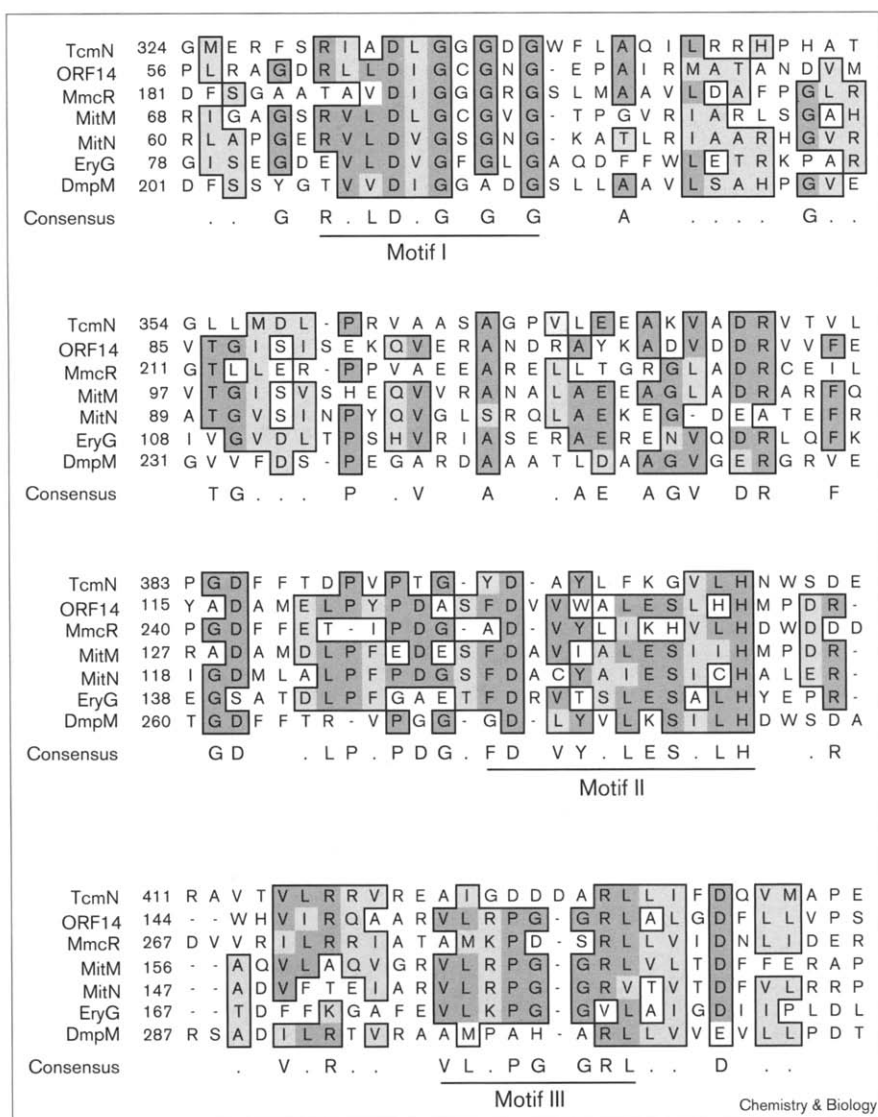 TcmN 324 G M E R F S R I A D L G G G D G W F L A Q I L R R H P H A T
ORF14 56 P L R A G D R L L D I G C G N G - E P A I R M A T A N D V M
MmcR 181 D F S G A A T A V D I G G G R G S L M A A V L D A F P G L R
MitM 68 R I G A G S R V L D L G C G V G - T P G V R I A R L S G A H
MitN 60 R L A P G E R V L D V G S G N G - K A T L R I A A R H G V R
EryG 78 G I S E G D E V L D V G F G L G A Q D F F W L E T R K P A R
DmpM 201 D F S S Y G T V V D I G G A D G S L L A A V L S A H P G V E
Consensus . . G R . L D . G G G A . . . . G . .
Motif I
TcmN 354 G L L M D L - P R V A A S A G P V L E E A K V A D R V T V L
ORF14 85 V T G I S I S E K Q V E R A N D R A Y K A D V D D R V V F E
MmcR 211 G T L L E R - P P V A E E A R E L L T G R G L A D R C E I L
MitM 97 V T G I S V S H E Q V V R A N A L A E E A G L A D R A R F Q
MitN 89 A T G V S I N P Y Q V G L S R Q L A E K E G - D E A T E F R
EryG 108 I V G V D L T P S H V R I A S E R A E R E N V Q D R L Q F K
DmpM 231 G V V F D S - P E G A R D A A A T L D A A G V G E R G R V E
Consensus T G . . . P . V A . A E A G V D R F
TcmN 383 P G D F F T D P V P T G - Y D - A Y L F K G V L H N W S D E
ORF14 115 Y A D A M E L P Y P D A S F D V V W A L E S L H H M P D R -
MmcR 240 P G D F F E T - I P D G - A D - V Y L I K H V L H D W D D D
MitM 127 R A D A M D L P F E D E S F D A V I A L E S I I H M P D R -
MitN 118 I G D M L A L P F P D G S F D A C Y A I E S I C H A L E R -
EryG 138 E G S A T D L P F G A E T F D R V T S L E S A L H Y E P R -
DmpM 260 T G D F F T R - V P G G - G D - L Y V L K S I L H D W S D A
Consensus G D . L P . P D G . F D V Y . L E S . L H . R
Motif II
TcmN 411 R A V T V L R R V R E A I G D D D A R L L I F D Q V M A P E
ORF14 144 - - W H V I R Q A A R V L R P G - G R L A L G D F L L V P S
MmcR 267 D V V R I L R R I A T A M K P D - S R L L V I D N L I D E R
MitM 156 - - A Q V L A Q V G R V L R P G - G R L V L T D F F E R A P
MitN 147 - - A D V F T E I A R V L R P G - G R V T V T D F V L R R P
EryG 167 - - T D F F K G A F E V L K P G - G V L A I G D I I P L D L
DmpM 287 R S A D I L R T V R A A M P A H - A R L L V V E V L L P D T
Consensus . V . R . . V L . P G G R L . . D . .
Motif III
Chemistry & Biology